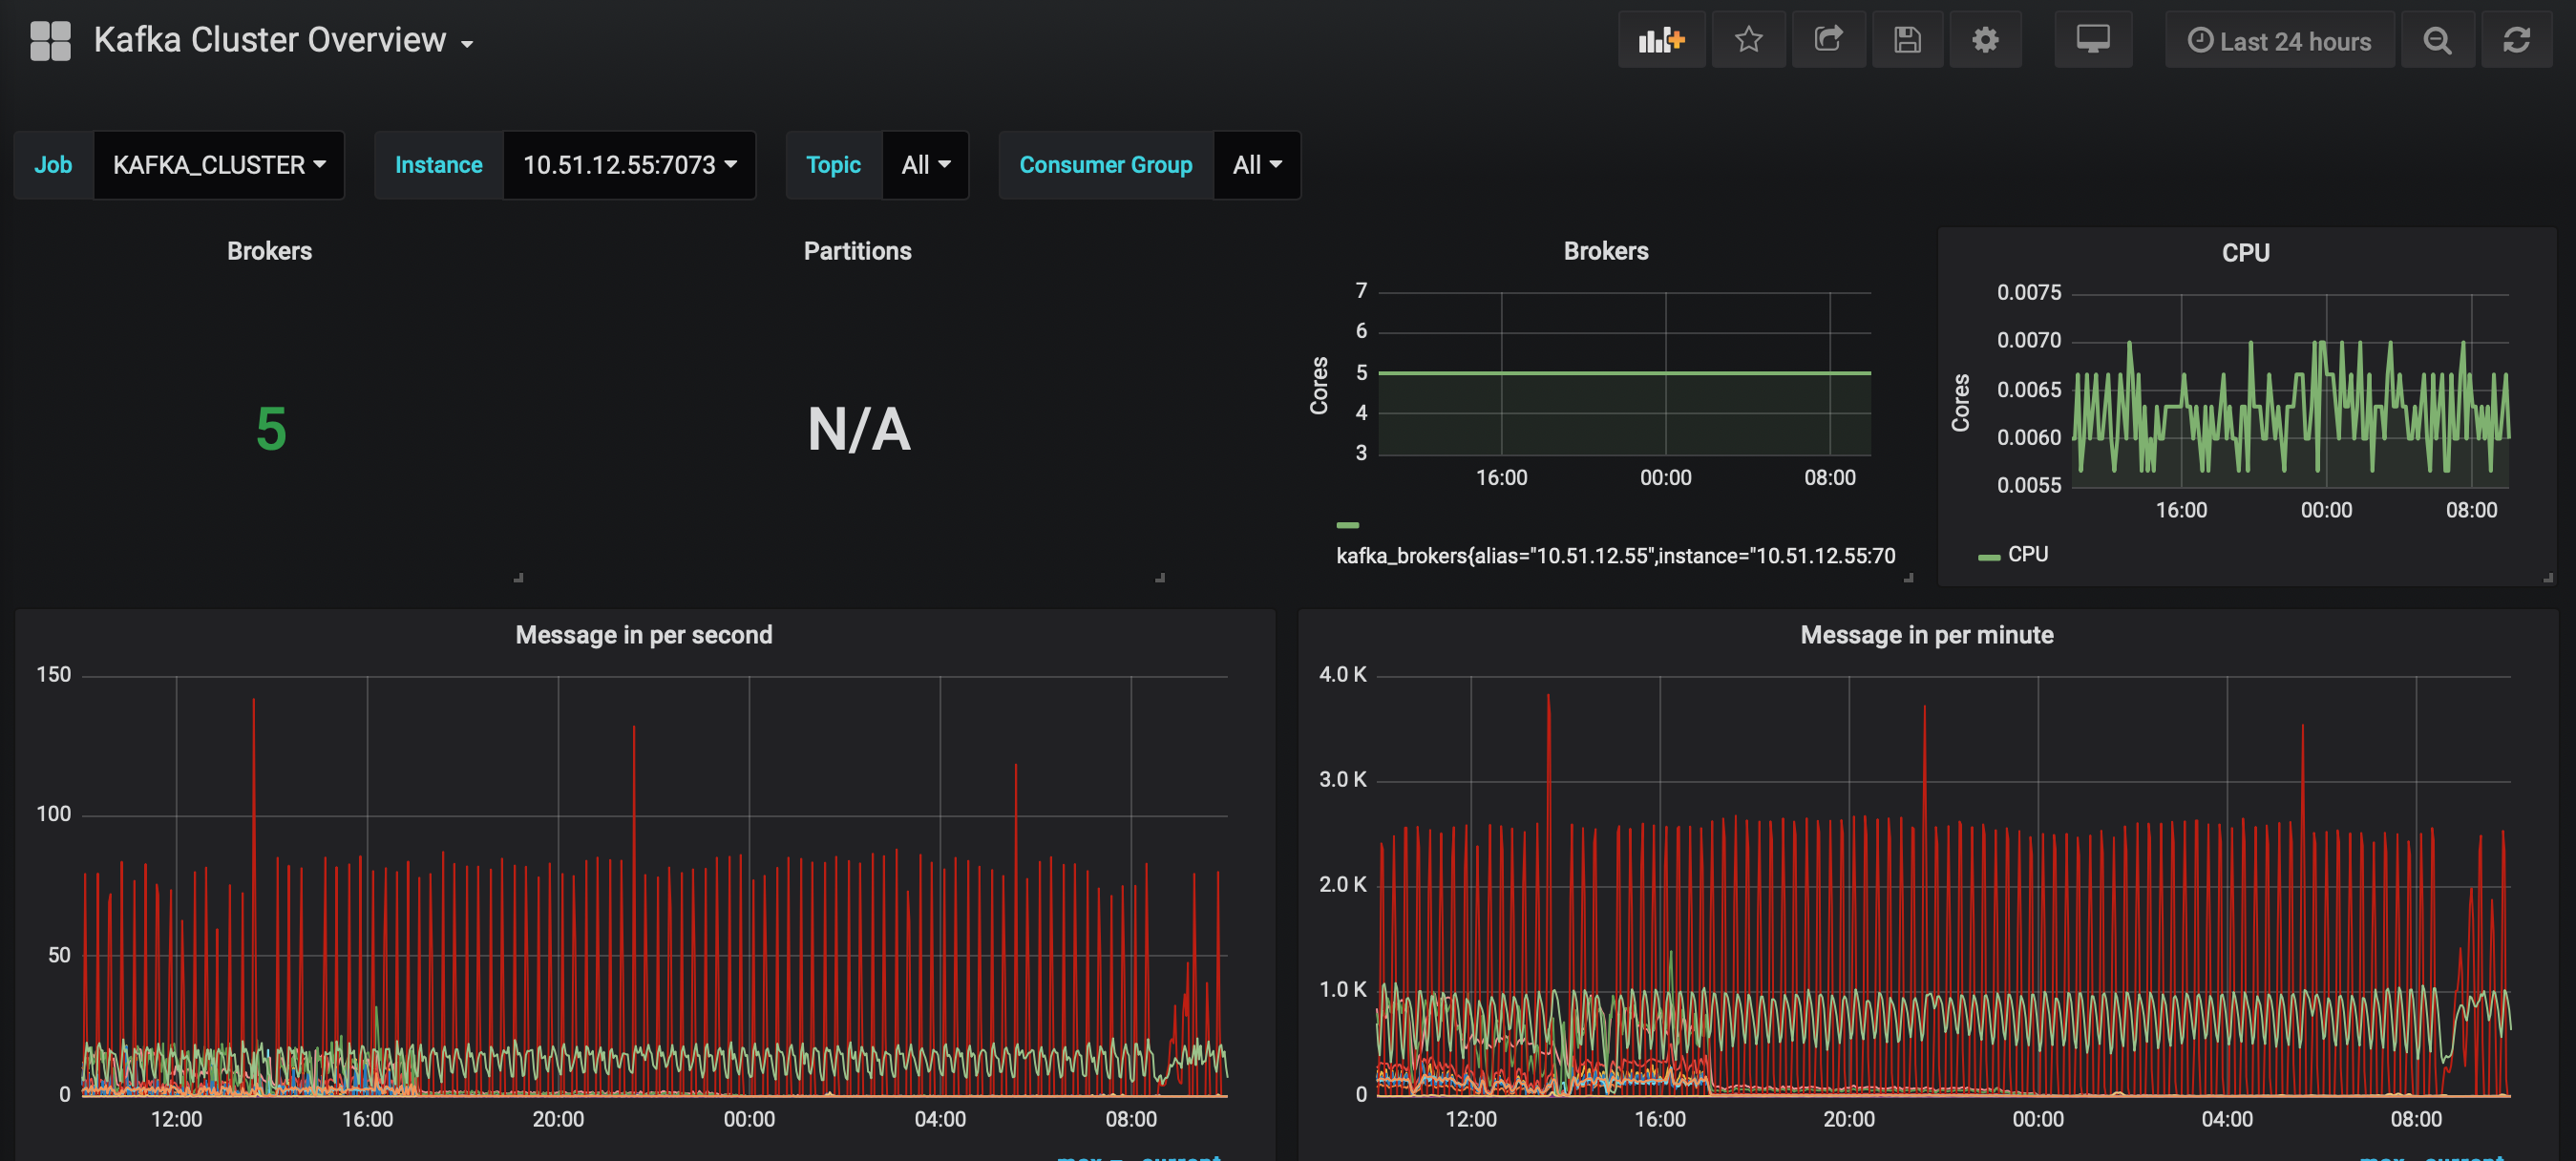 Kafka Cluster Overview
Last 24 hours
Job KAFKA_CLUSTER
Instance 10.51.12.55:7073
Topic All
Consumer Group All
Brokers
5
Partitions
N/A
Brokers
Cores
7
6
5
4
3
16:00 00:00 08:00
kafka_brokers{alias="10.51.12.55",instance="10.51.12.55:70
CPU
Cores
0.0075
0.0070
0.0065
0.0060
0.0055
16:00 00:00 08:00
CPU
Message in per second
150
100
50
0
12:00 16:00 20:00 00:00 04:00 08:00
Message in per minute
4.0 K
3.0 K
2.0 K
1.0 K
0
12:00 16:00 20:00 00:00 04:00 08:00